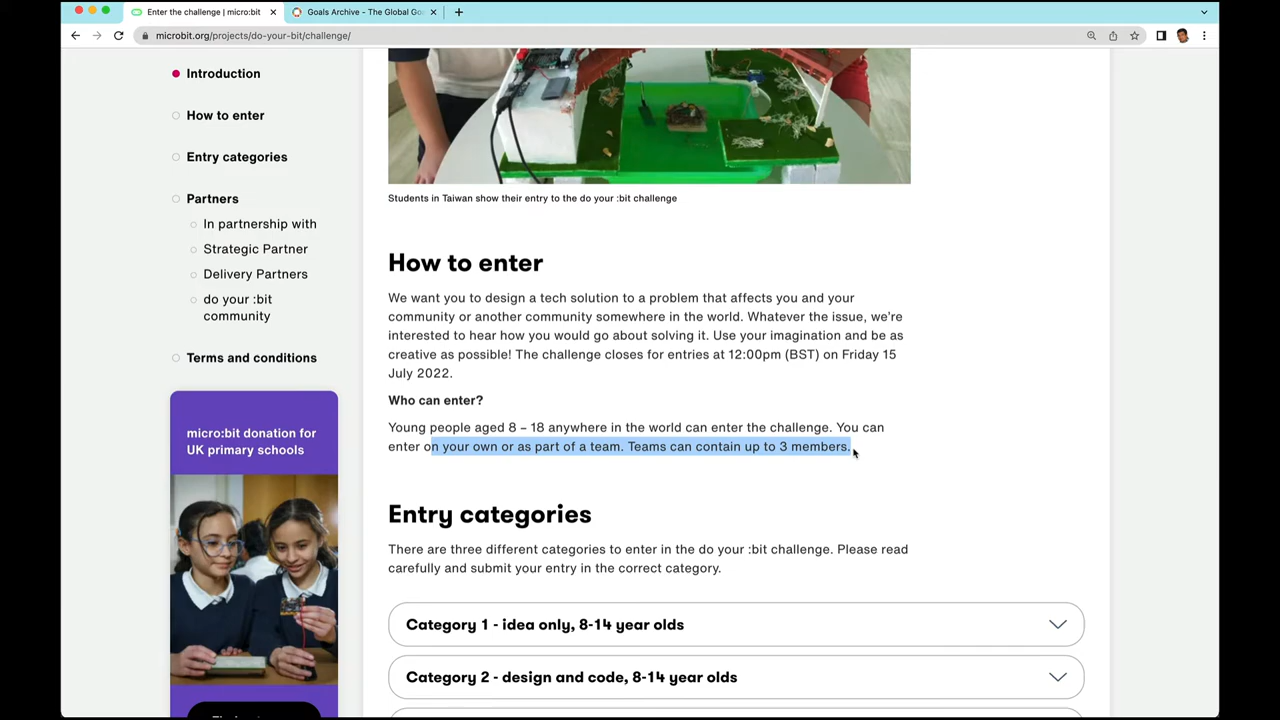 Enter the challenge | micro:bit
Goals Archive - The Global Go
microbit.org/projects/do-your-bit/challenge/
Introduction
How to enter
Entry categories
Partners
In partnership with
Strategic Partner
Delivery Partners
do your :bit
community
Terms and conditions
micro:bit donation for
UK primary schools
Students in Taiwan show their entry to the do your :bit challenge
How to enter
We want you to design a tech solution to a problem that affects you and your
community or another community somewhere in the world. Whatever the issue, we're
interested to hear how you would go about solving it. Use your imagination and be as
creative as possible! The challenge closes for entries at 12:00pm (BST) on Friday 15
July 2022.
Who can enter?
Young people aged 8 – 18 anywhere in the world can enter the challenge. You can
enter on your own or as part of a team. Teams can contain up to 3 members.
Entry categories
There are three different categories to enter in the do your :bit challenge. Please read
carefully and submit your entry in the correct category.
Category 1 - idea only, 8-14 year olds
Category 2 - design and code, 8-14 year olds